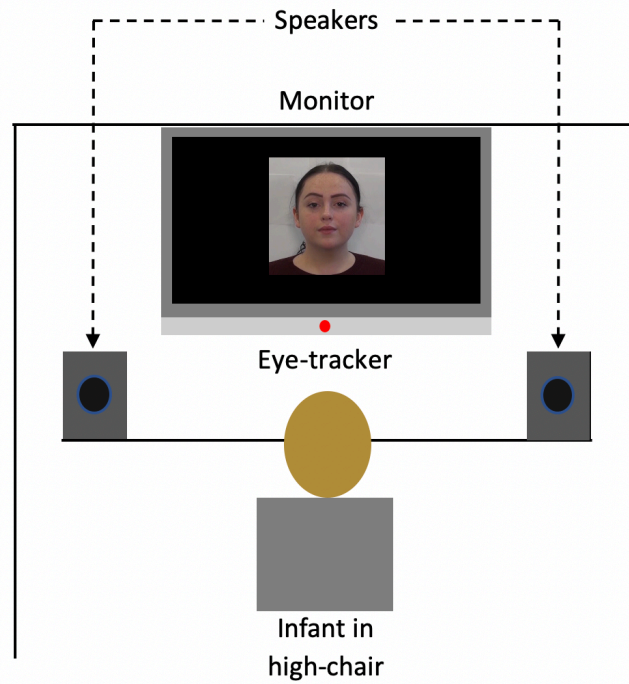 Speakers
Monitor
Eye-tracker
Infant in
high-chair